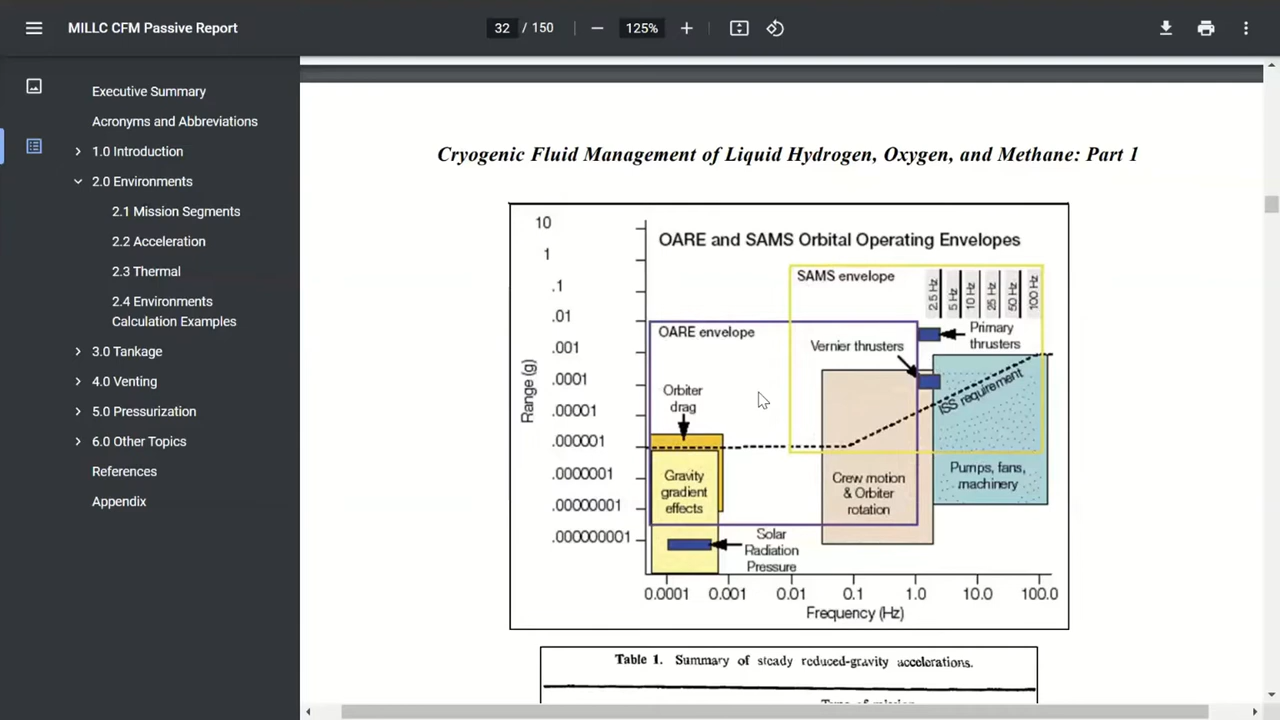 MILLC CFM Passive Report
32 / 150
125%
Executive Summary
Acronyms and Abbreviations
1.0 Introduction
2.0 Environments
2.1 Mission Segments
2.2 Acceleration
2.3 Thermal
2.4 Environments
Calculation Examples
3.0 Tankage
4.0 Venting
5.0 Pressurization
6.0 Other Topics
References
Appendix
Cryogenic Fluid Management of Liquid Hydrogen, Oxygen, and Methane: Part 1
OARE and SAMS Orbital Operating Envelopes
Range (g)
10
1
.1
.01
.001
.0001
.00001
.000001
.0000001
.00000001
.000000001
SAMS envelope
2.5 Hz
5 Hz
10 Hz
25 Hz
50 Hz
100 Hz
OARE envelope
Primary
thrusters
Vernier thrusters
Orbiter
drag
ISS requirement
Gravity
gradient
effects
Crew motion
& Orbiter
rotation
Pumps, fans,
machinery
Solar
Radiation
Pressure
0.0001
0.001
0.01
0.1
1.0
10.0
100.0
Frequency (Hz)
Table 1. Summary of steady reduced-gravity accelerations.
Type of mission